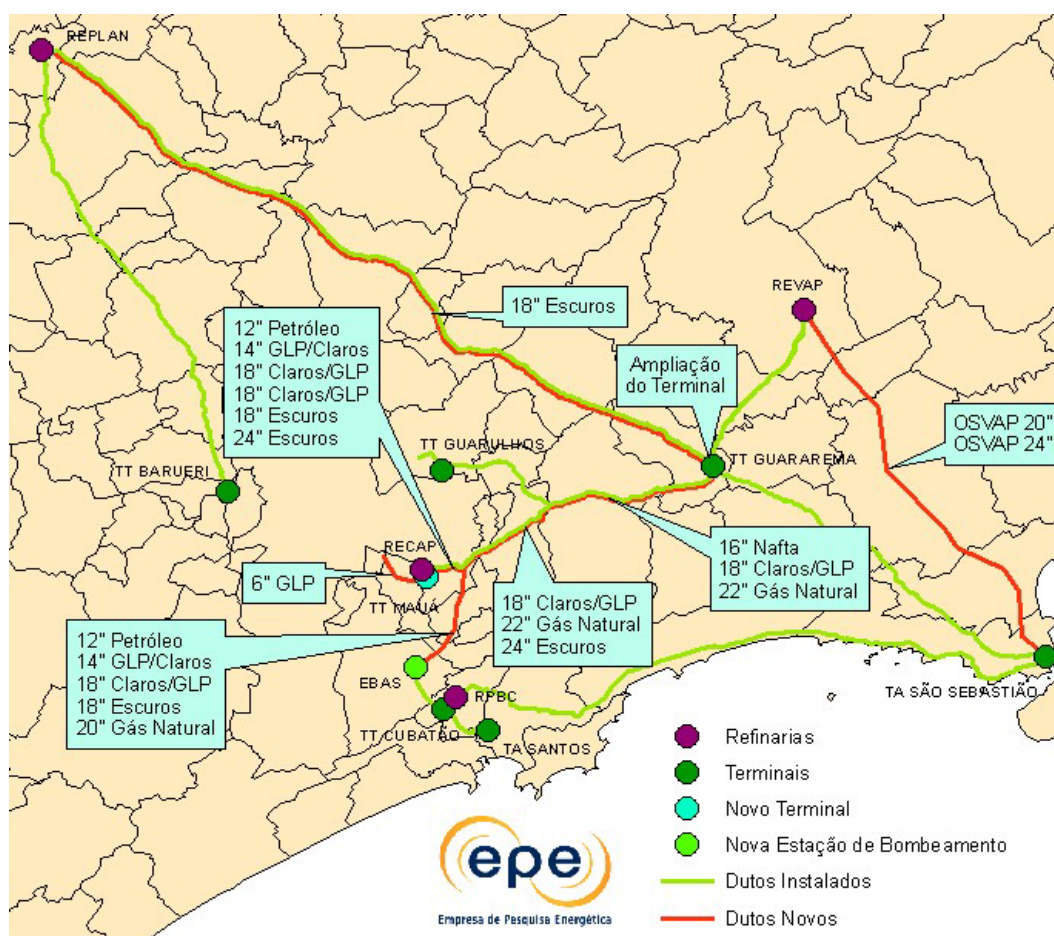 REPLAN
18" Escuros
REVAP
12" Petróleo
14" GLP/Claros
18" Claros/GLP
18" Claros/GLP
18" Escuros
24" Escuros
Ampliação
do Terminal
OSVAP 20"
OSVAP 24"
TT GUARULHOS
TT GUARAREMA
TT BARUERI
RECAP
6" GLP
TT MAUÁ
16" Nafta
18" Claros/GLP
22" Gás Natural
18" Claros/GLP
22" Gás Natural
24" Escuros
12" Petróleo
14" GLP/Claros
18" Claros/GLP
18" Escuros
20" Gás Natural
EBAS
RPBC
TT CUBATÃO
TA SANTOS
TA SÃO SEBASTIÃO
Refinarias
Terminais
Novo Terminal
Nova Estação de Bombeamento
Dutos Instalados
Dutos Novos
epe
Empresa de Pesquisa Energética